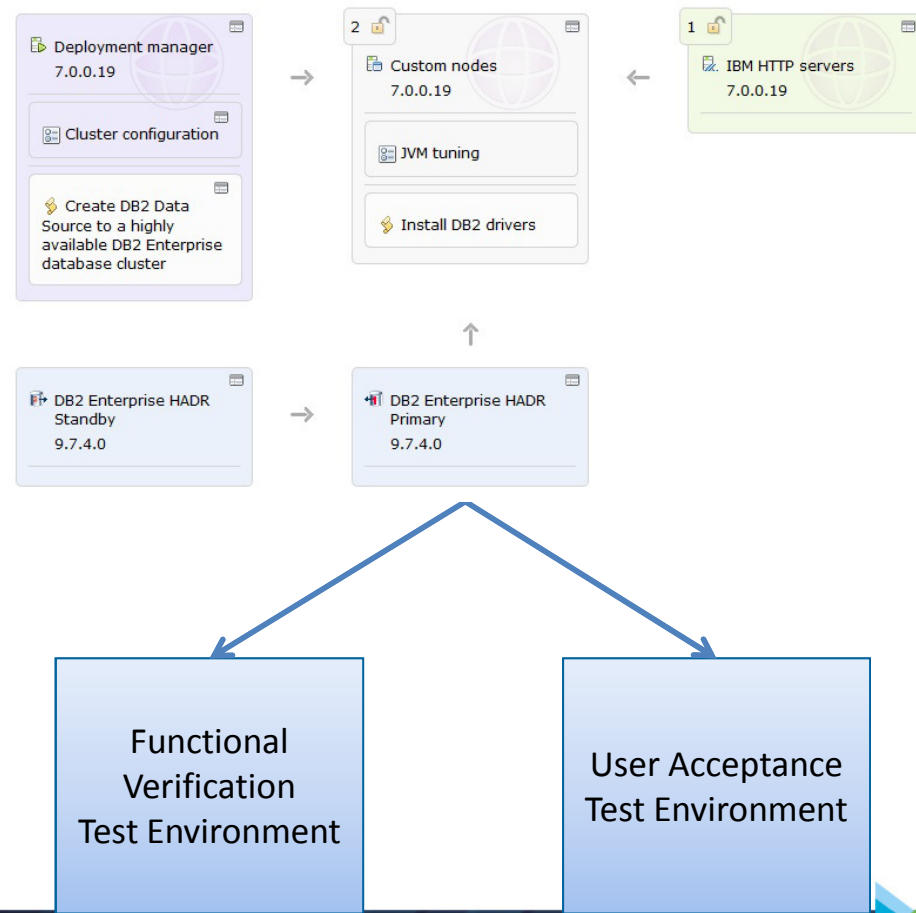 Deployment manager
7.0.0.19
Cluster configuration
Create DB2 Data
Source to a highly
available DB2 Enterprise
database cluster
2
Custom nodes
7.0.0.19
JVM tuning
Install DB2 drivers
1
IBM HTTP servers
7.0.0.19
DB2 Enterprise HADR
Standby
9.7.4.0
DB2 Enterprise HADR
Primary
9.7.4.0
Functional
Verification
Test Environment
User Acceptance
Test Environment